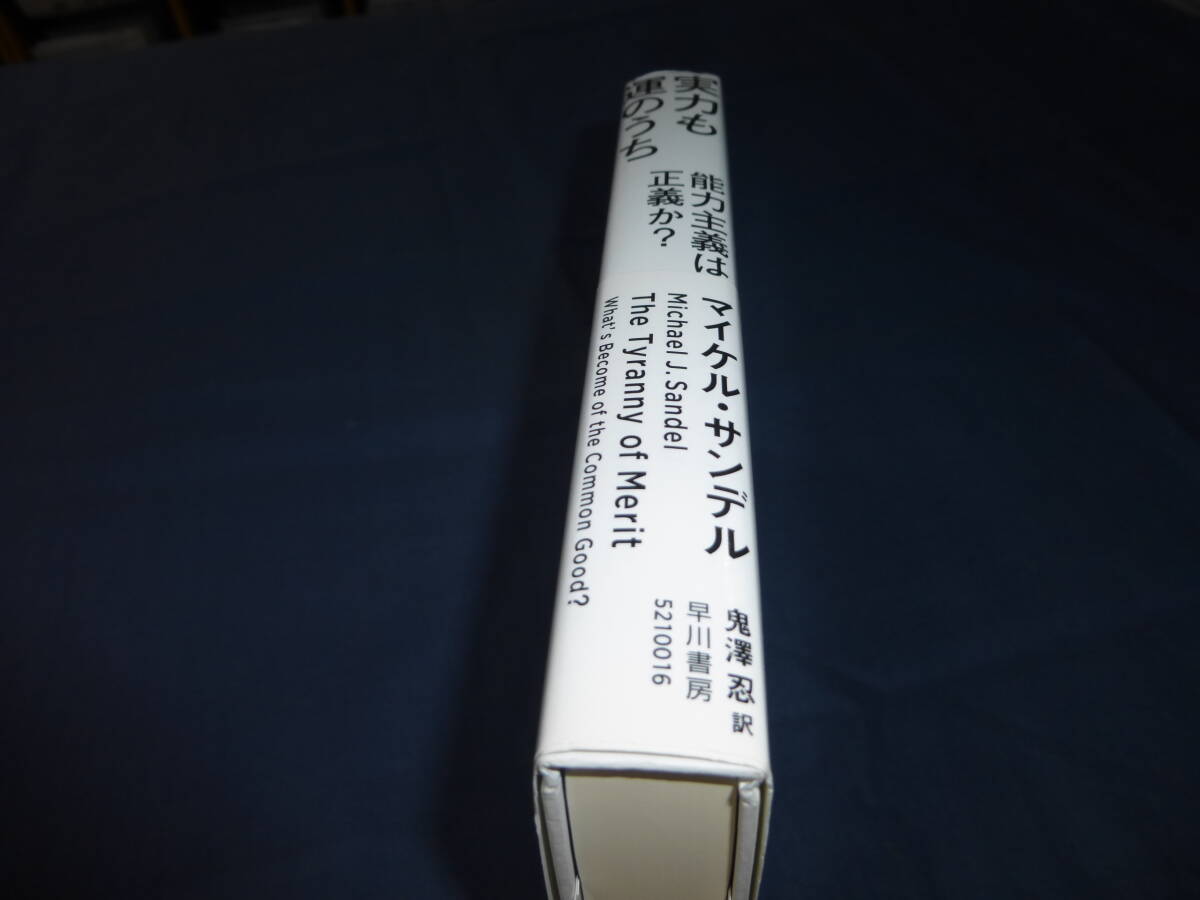 実力も
運のうち
能力主義は
正義か？
マイケル・サンデル
Michael J. Sandel
The Tyranny of Merit
What's Become of the Common Good?
鬼澤忍 訳
早川書房
5210016